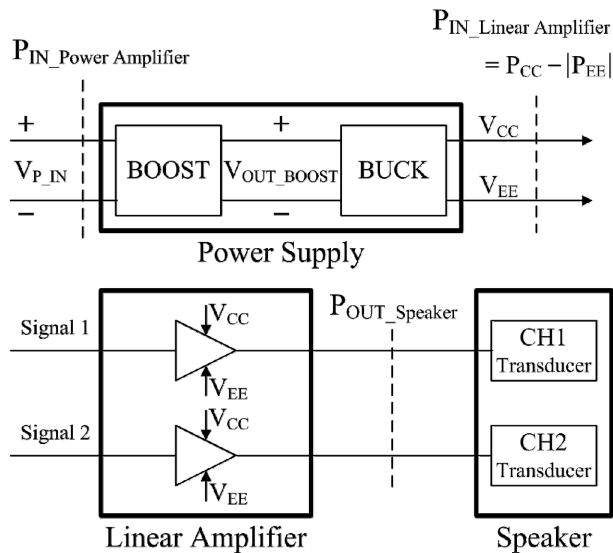 P_IN_Power Amplifier
P_IN_Linear Amplifier
= P_CC – |P_EE|
+ + V_CC
V_P_IN BOOST V_OUT_BOOST BUCK V_EE
– –
Power Supply
Signal 1 V_CC P_OUT_Speaker CH1
Transducer
V_EE
Signal 2 V_CC CH2
Transducer
V_EE
Linear Amplifier Speaker